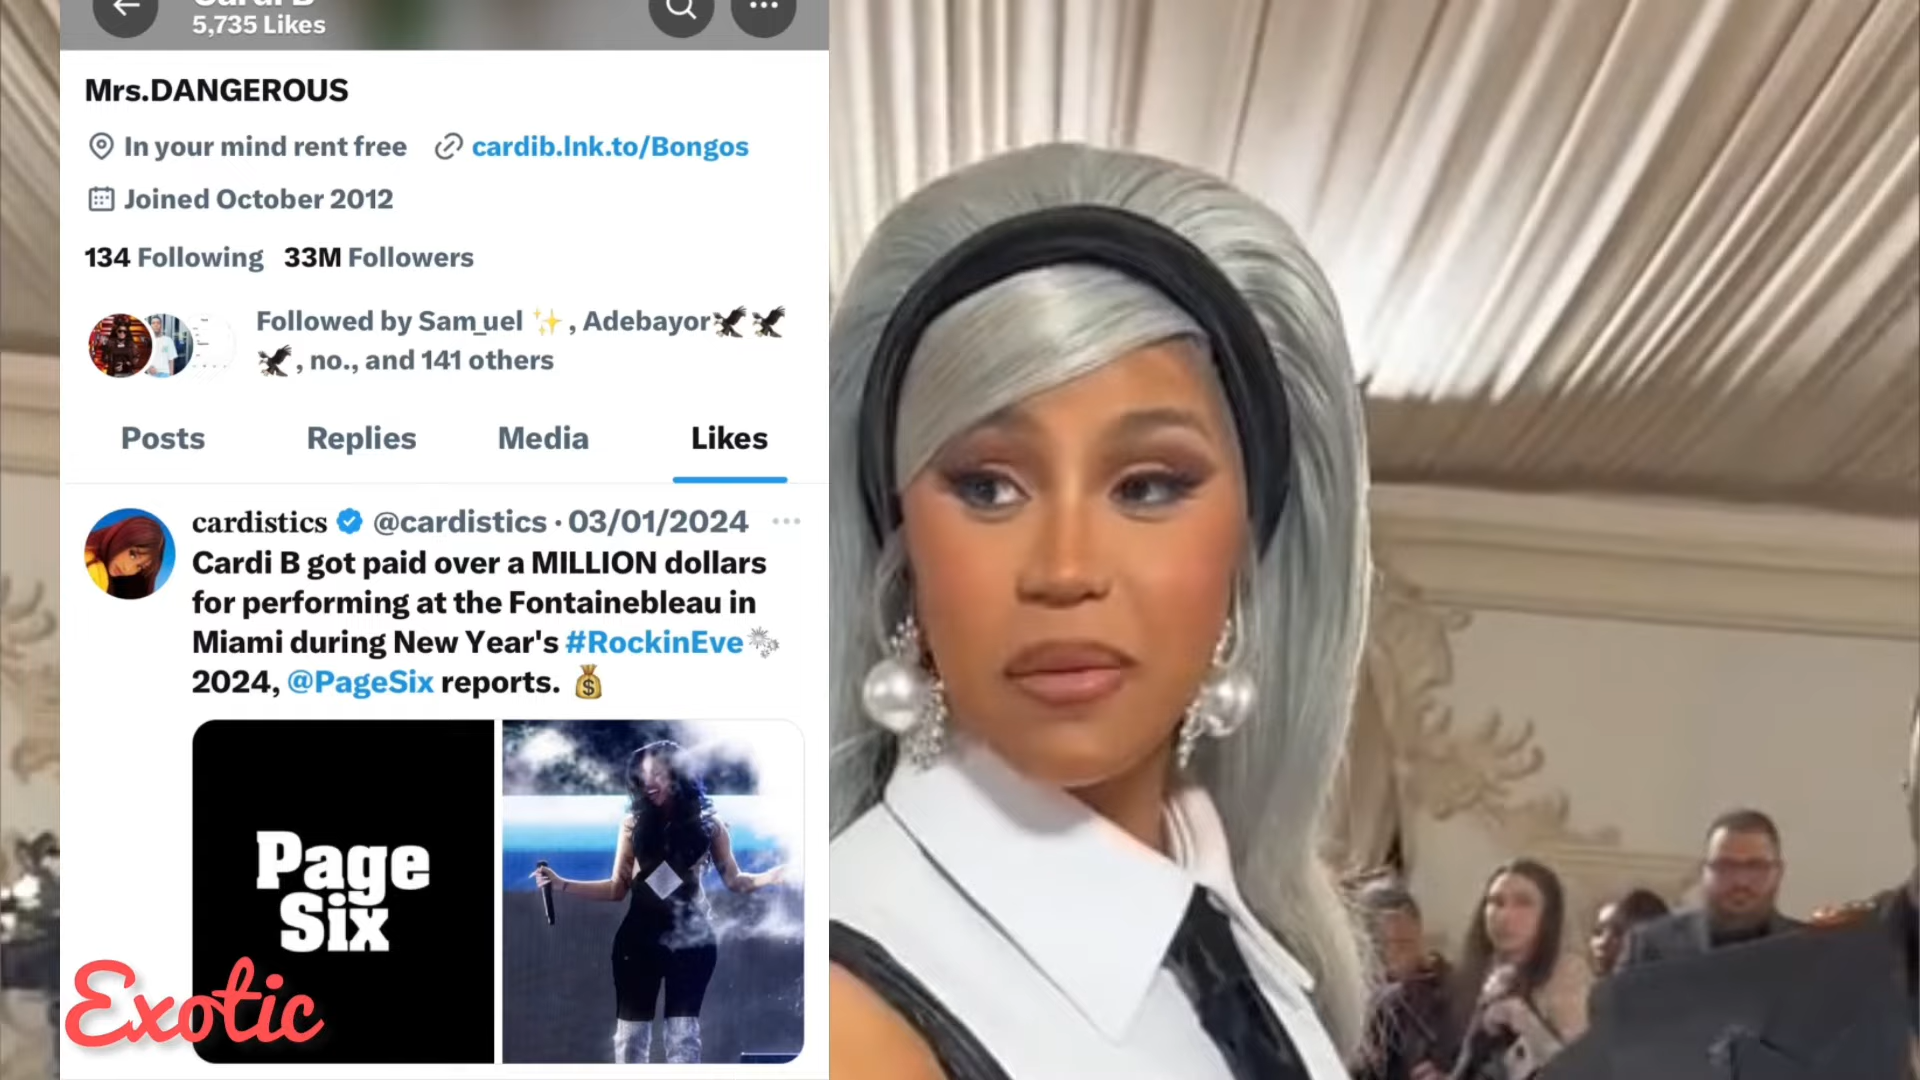 Cardi B
5,735 Likes
Mrs.DANGEROUS
In your mind rent free cardib.lnk.to/Bongos
Joined October 2012
134 Following 33M Followers
Followed by Sam_uel ✨, Adebayor🦅🦅
🦅, no., and 141 others
Posts Replies Media Likes
cardistics @cardistics · 03/01/2024
Cardi B got paid over a MILLION dollars
for performing at the Fontainebleau in
Miami during New Year's #RockinEve
2024, @PageSix reports. 💰
Page
Six
Exotic